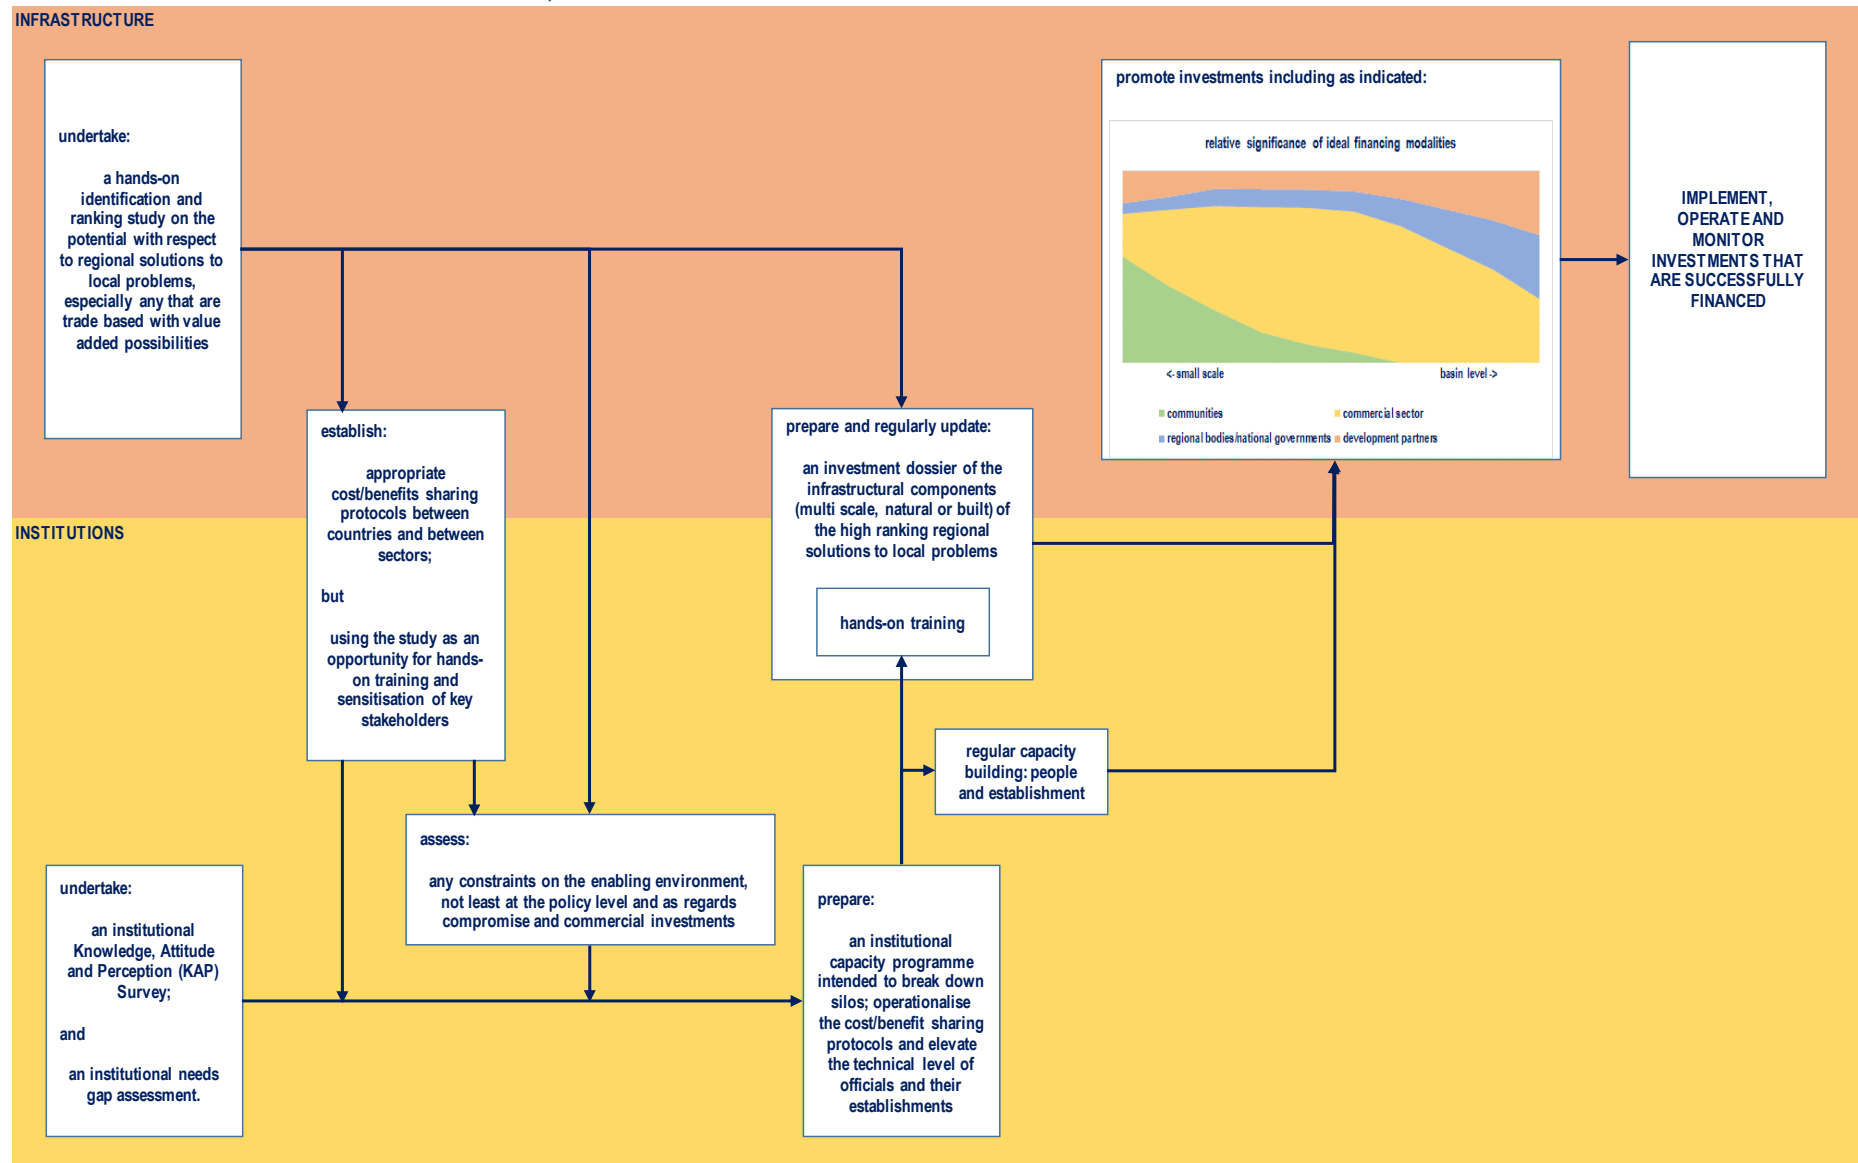 INFRASTRUCTURE
undertake:
a hands-on
identification and
ranking study on the
potential with respect
to regional solutions to
local problems,
especially any that are
trade based with value
added possibilities
promote investments including as indicated:
relative significance of ideal financing modalities
<- small scale
basin level ->
communities
commercial sector
regional bodies/national governments
development partners
IMPLEMENT,
OPERATE AND
MONITOR
INVESTMENTS THAT
ARE SUCCESSFULLY
FINANCED
establish:
appropriate
cost/benefits sharing
protocols between
countries and between
sectors;
but
using the study as an
opportunity for hands-
on training and
sensitisation of key
stakeholders
prepare and regularly update:
an investment dossier of the
infrastructural components
(multi scale, natural or built) of
the high ranking regional
solutions to local problems
hands-on training
INSTITUTIONS
regular capacity
building: people
and establishment
assess:
any constraints on the enabling environment,
not least at the policy level and as regards
compromise and commercial investments
undertake:
an institutional
Knowledge, Attitude
and Perception (KAP)
Survey;
and
an institutional needs
gap assessment.
prepare:
an institutional
capacity programme
intended to break down
silos; operationalise
the cost/benefit sharing
protocols and elevate
the technical level of
officials and their
establishments